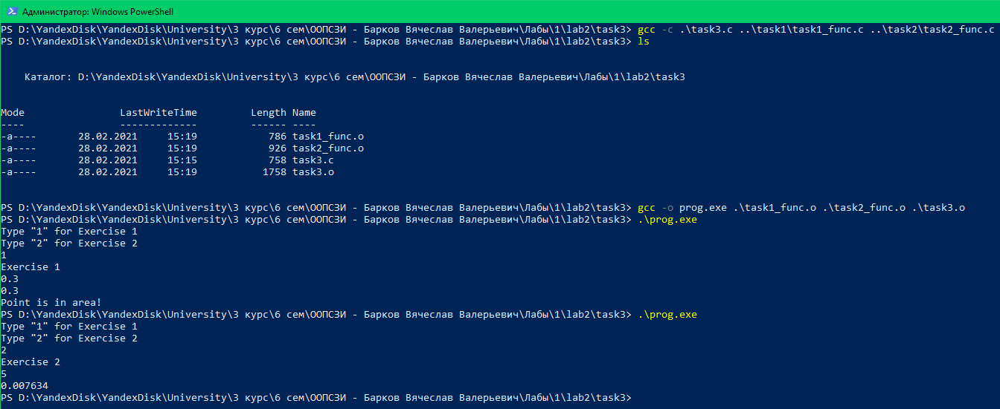 Администратор: Windows PowerShell
PS D:\YandexDisk\YandexDisk\University\3 курс\6 сем\ООПСЗИ - Барков Вячеслав Валерьевич\Лабы\1\lab2\task3> gcc -c .\task3.c ..\task1\task1_func.c ..\task2\task2_func.c
PS D:\YandexDisk\YandexDisk\University\3 курс\6 сем\ООПСЗИ - Барков Вячеслав Валерьевич\Лабы\1\lab2\task3> ls
Каталог: D:\YandexDisk\YandexDisk\University\3 курс\6 сем\ООПСЗИ - Барков Вячеслав Валерьевич\Лабы\1\lab2\task3
Mode                LastWriteTime         Length Name
----                -------------         ------ ----
-a----       28.02.2021     15:19            786 task1_func.o
-a----       28.02.2021     15:19            926 task2_func.o
-a----       28.02.2021     15:15            758 task3.c
-a----       28.02.2021     15:19           1758 task3.o
PS D:\YandexDisk\YandexDisk\University\3 курс\6 сем\ООПСЗИ - Барков Вячеслав Валерьевич\Лабы\1\lab2\task3> gcc -o prog.exe .\task1_func.o .\task2_func.o .\task3.o
PS D:\YandexDisk\YandexDisk\University\3 курс\6 сем\ООПСЗИ - Барков Вячеслав Валерьевич\Лабы\1\lab2\task3> .\prog.exe
Type "1" for Exercise 1
Type "2" for Exercise 2
1
Exercise 1
0.3
0.3
Point is in area!
PS D:\YandexDisk\YandexDisk\University\3 курс\6 сем\ООПСЗИ - Барков Вячеслав Валерьевич\Лабы\1\lab2\task3> .\prog.exe
Type "1" for Exercise 1
Type "2" for Exercise 2
2
Exercise 2
5
0.007634
PS D:\YandexDisk\YandexDisk\University\3 курс\6 сем\ООПСЗИ - Барков Вячеслав Валерьевич\Лабы\1\lab2\task3>